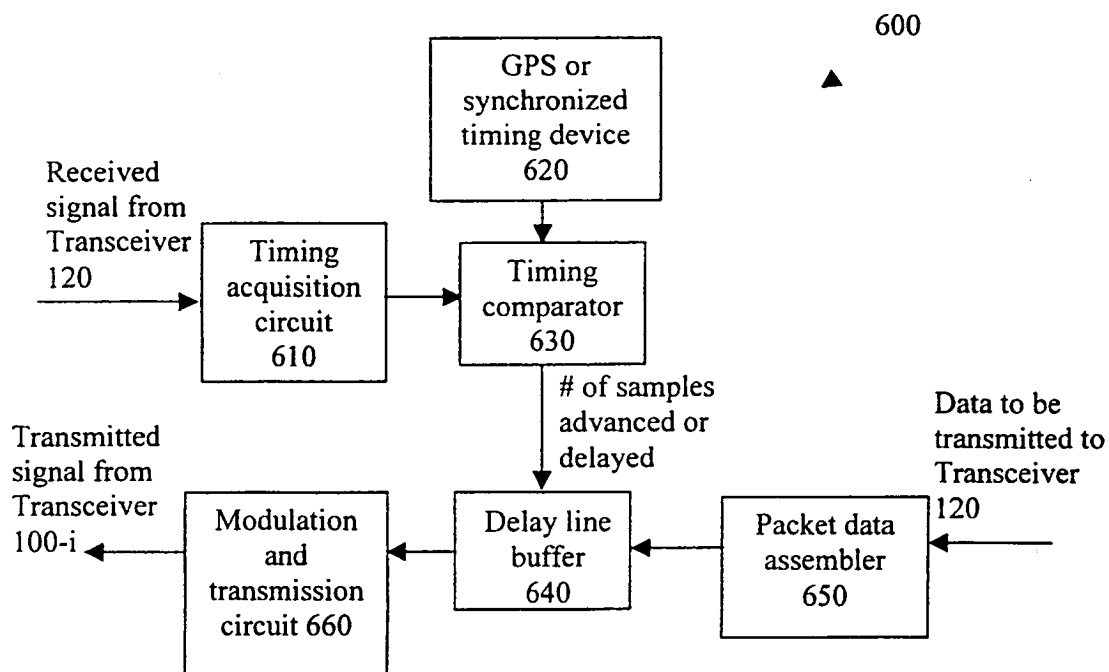 600
GPS or
synchronized
timing device
620
Received
signal from
Transceiver
120
Timing
acquisition
circuit
610
Timing
comparator
630
# of samples
advanced or
delayed
Data to be
transmitted to
Transceiver
120
Transmitted
signal from
Transceiver
100-i
Modulation
and
transmission
circuit 660
Delay line
buffer
640
Packet data
assembler
650